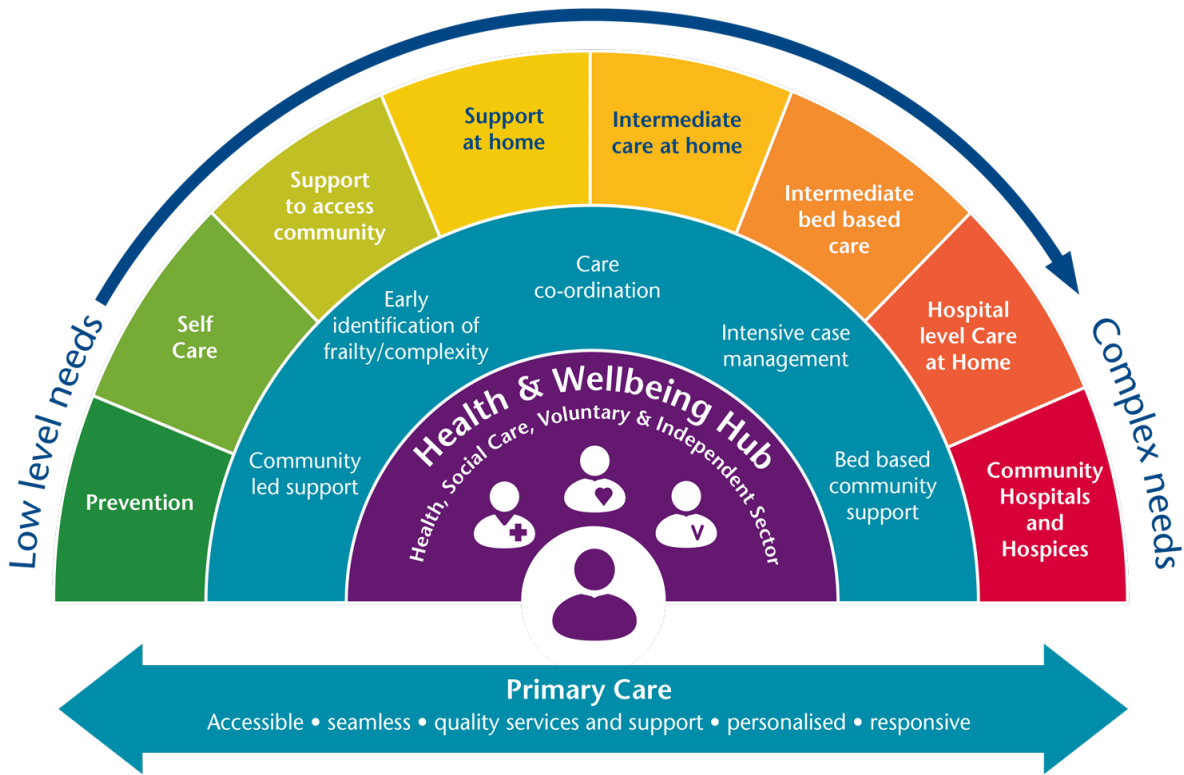 Low level needs
Complex needs
Prevention
Self
Care
Support
to access
community
Support
at home
Intermediate
care at home
Intermediate
bed based
care
Hospital
level Care
at Home
Community
Hospitals
and
Hospices
Community
led support
Early
identification of
frailty/complexity
Care
co-ordination
Intensive case
management
Bed based
community
support
Health & Wellbeing Hub
Health, Social Care, Voluntary & Independent Sector
V
Primary Care
Accessible • seamless • quality services and support • personalised • responsive